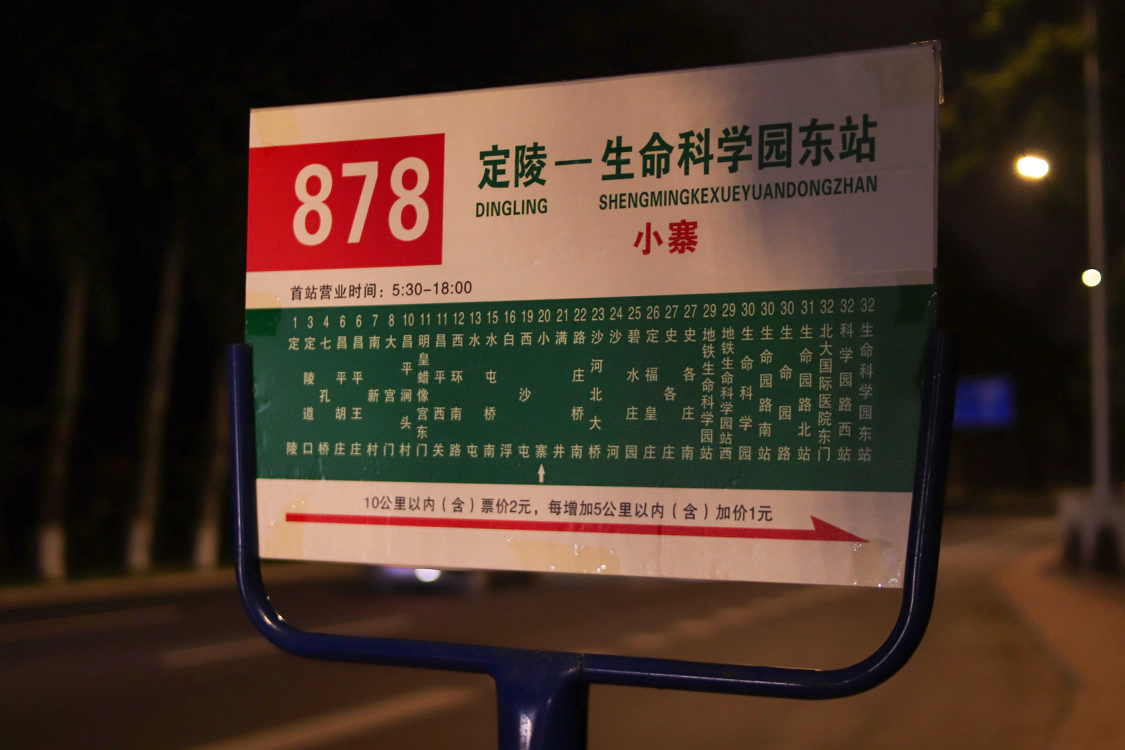 878
定陵—生命科学园东站
DINGLING SHENGMINGKEXUEYUANDONGZHAN
小寨
首站营业时间：5:30–18:00
1 3 4 6 6 7 8 10 11 11 12 13 15 16 19 20 21 22 23 24 25 26 27 27 29 29 30 30 30 31 32 32 32
定陵
定陵道口
七孔桥
昌平胡庄
昌平王庄
南新村
大宫门
昌平涧头村
明皇蜡像宫东门
昌平西关
西环南路
水屯
水屯桥南
白浮
西沙屯
小寨
满井
路庄桥南
沙河北大桥
沙河
碧水庄园
定福皇庄
史各庄
史各庄南
地铁生命科学园站
地铁生命科学园站西
生命科学园
生命园路南站
生命园路
生命园路北站
北大国际医院东门
科学园路西站
生命科学园东站
10公里以内（含）票价2元，每增加5公里以内（含）加价1元